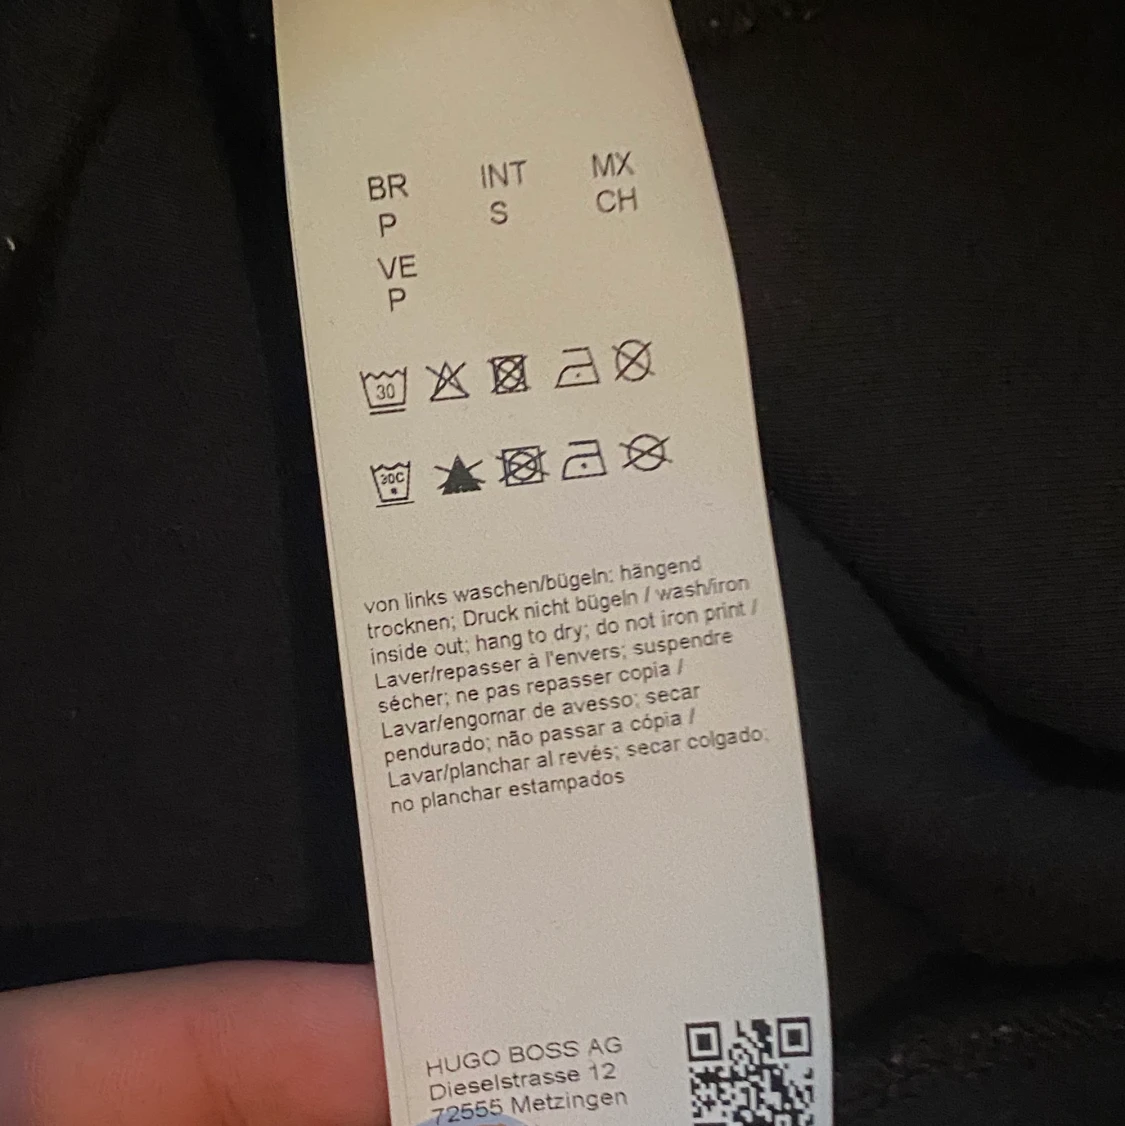 BR INT MX
P S CH
VE
P
30
30C
von links waschen/bügeln; hängend
trocknen; Druck nicht bügeln / wash/iron
inside out; hang to dry; do not iron print /
Laver/repasser à l'envers; suspendre
sécher; ne pas repasser copia /
Lavar/engomar de avesso; secar
pendurado; não passar a cópia /
Lavar/planchar al revés; secar colgado;
no planchar estampados
HUGO BOSS AG
Dieselstrasse 12
72555 Metzingen